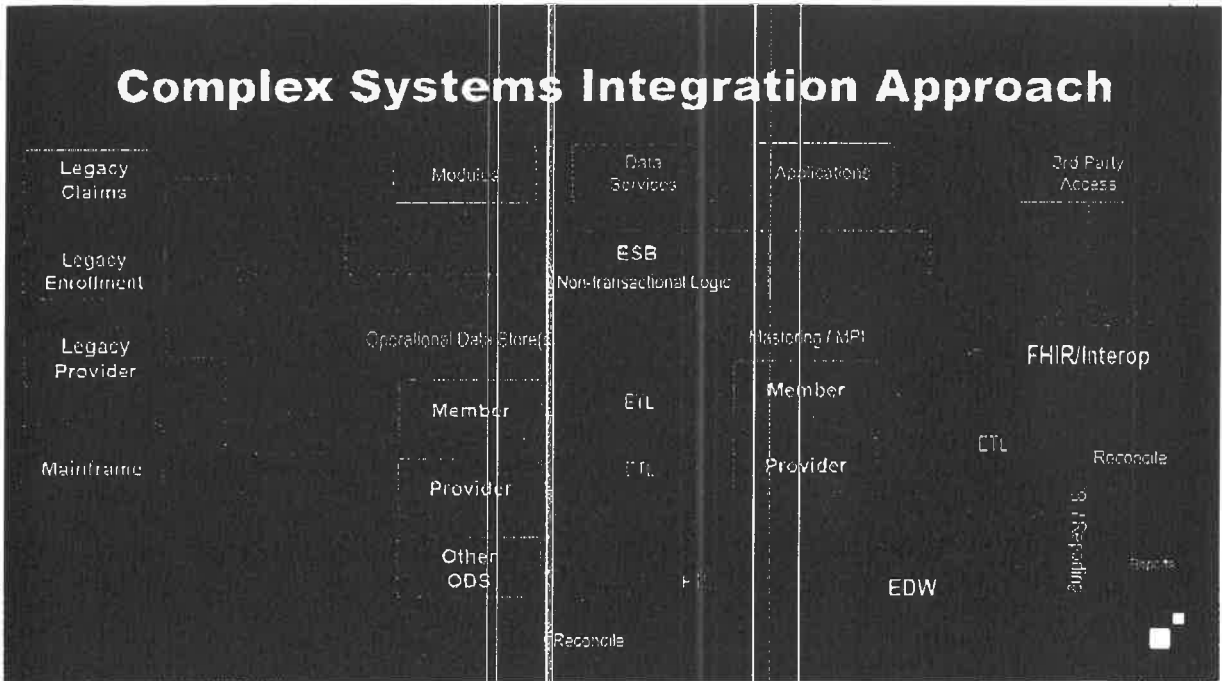 Complex Systems Integration Approach
Legacy
Claims
Modules
Data
Services
Applications
3rd Party
Access
Legacy
Enrollment
ESB
Non-transactional Logic
Legacy
Provider
Operational Data Store(s)
Mastering / MPI
FHIR/Interop
Member
ETL
Member
Mainframe
Provider
ETL
Provider
ETL
Reconcile
Other
ODS
EDW
Reports
Reconcile